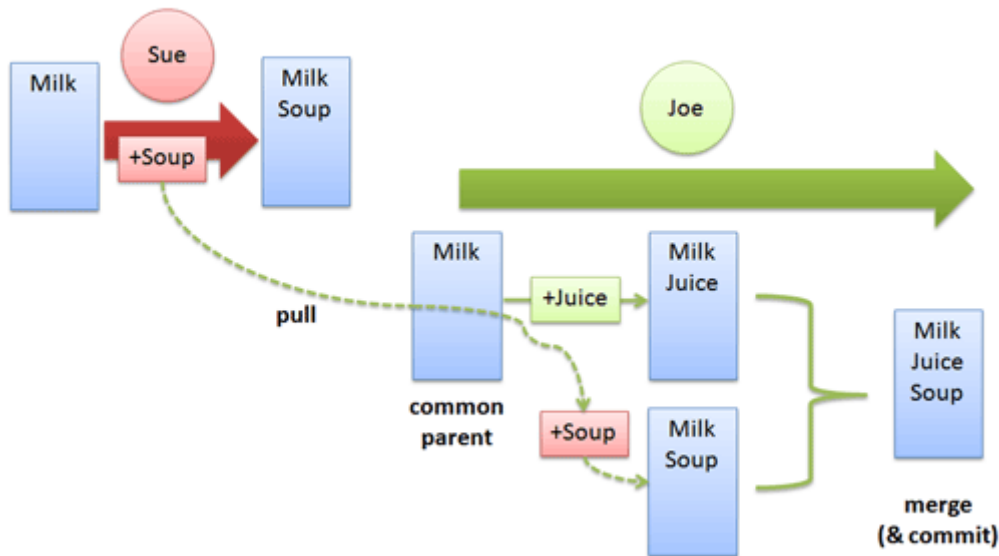 Sue
Milk
+Soup
Milk
Soup
Joe
pull
Milk
common
parent
+Juice
Milk
Juice
+Soup
Milk
Soup
Milk
Juice
Soup
merge
(& commit)